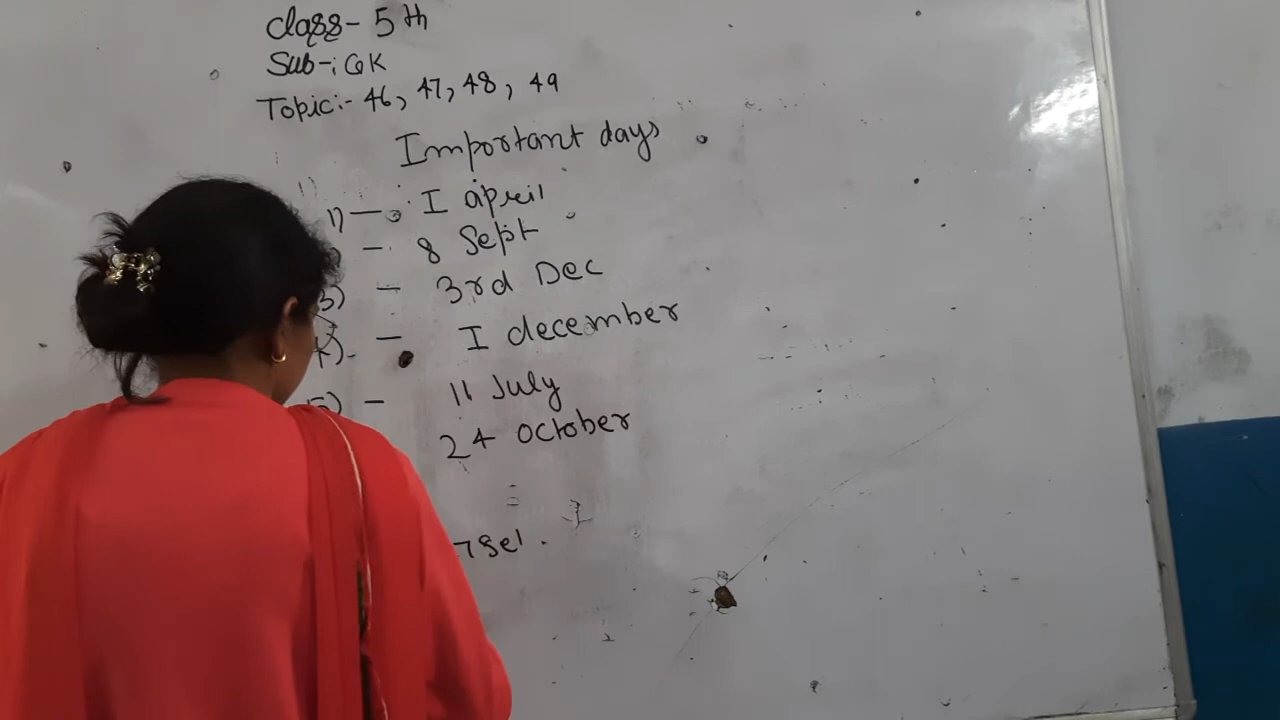 Class- 5th
Sub-: GK
Topic:- 46, 47, 48, 49
Important days
1) — I april
) - 8 Sept
3) - 3rd Dec
4) - I december
5) - 11 July
24 October